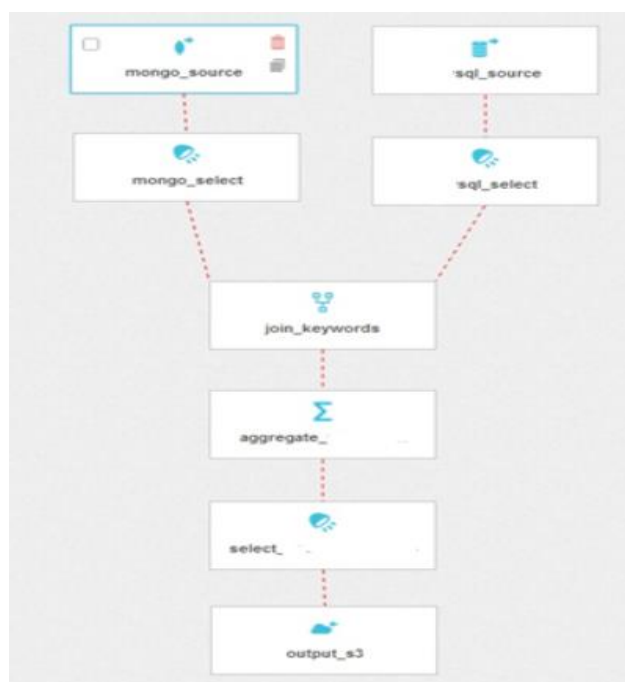 mongo_source
sql_source
mongo_select
sql_select
join_keywords
aggregate_
select_
output_s3